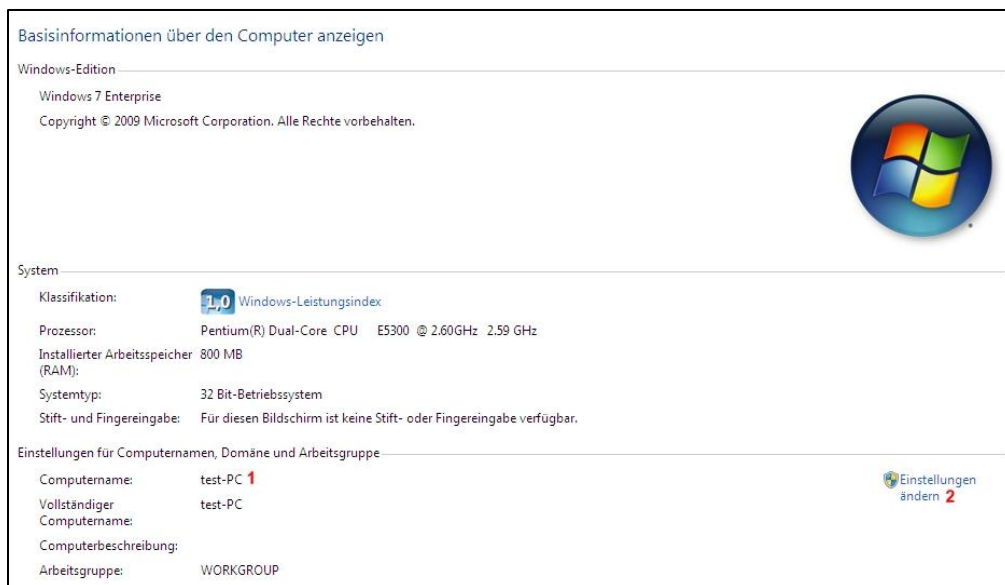 Basisinformationen über den Computer anzeigen
Windows-Edition
Windows 7 Enterprise
Copyright © 2009 Microsoft Corporation. Alle Rechte vorbehalten.
System
Klassifikation: 1,0 Windows-Leistungsindex
Prozessor: Pentium(R) Dual-Core CPU E5300 @ 2.60GHz 2.59 GHz
Installierter Arbeitsspeicher 800 MB
(RAM):
Systemtyp: 32 Bit-Betriebssystem
Stift- und Fingereingabe: Für diesen Bildschirm ist keine Stift- oder Fingereingabe verfügbar.
Einstellungen für Computernamen, Domäne und Arbeitsgruppe
Computername: test-PC 1 Einstellungen
ändern 2
Vollständiger test-PC
Computername:
Computerbeschreibung:
Arbeitsgruppe: WORKGROUP